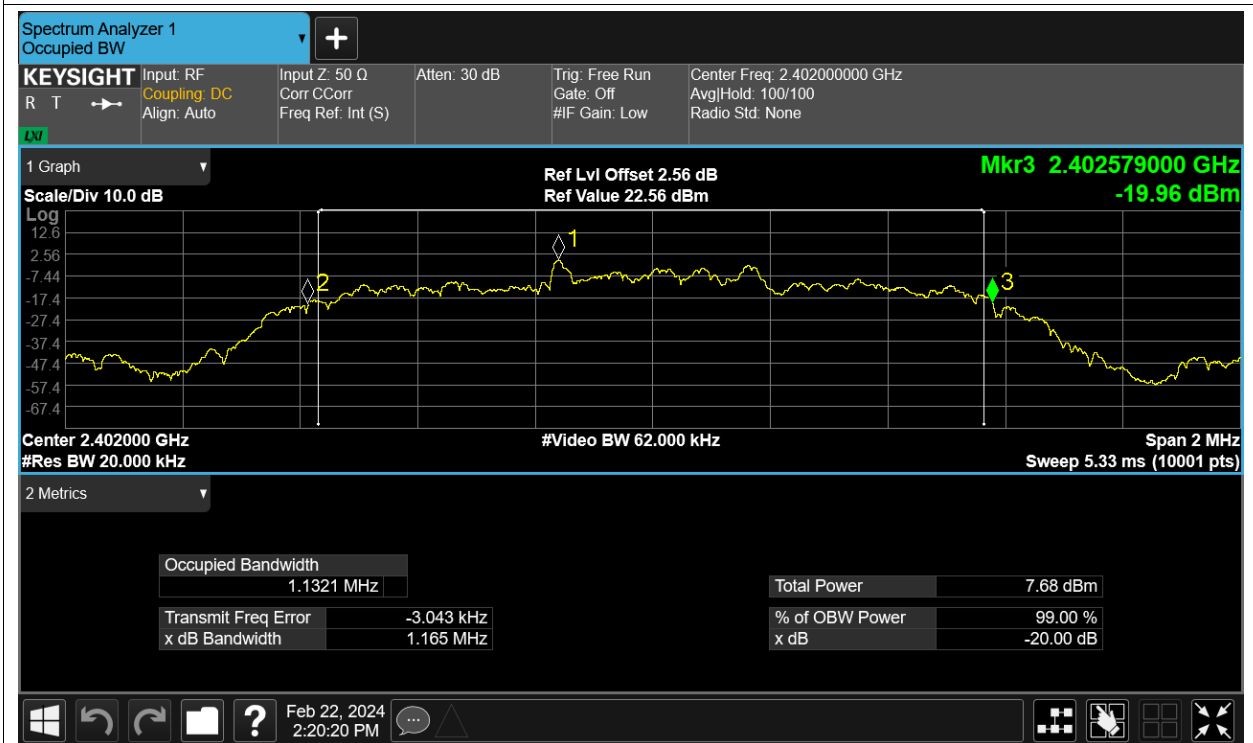 Spectrum Analyzer 1
Occupied BW
KEYSIGHT
R T
LXI
Input: RF
Coupling: DC
Align: Auto
Input Z: 50 Ω
Corr CCorr
Freq Ref: Int (S)
Atten: 30 dB
Trig: Free Run
Gate: Off
#IF Gain: Low
Center Freq: 2.402000000 GHz
Avg|Hold: 100/100
Radio Std: None
1 Graph
Scale/Div 10.0 dB
Ref Lvl Offset 2.56 dB
Ref Value 22.56 dBm
Mkr3 2.402579000 GHz
-19.96 dBm
Log
12.6
2.56
-7.44
-17.4
-27.4
-37.4
-47.4
-57.4
-67.4
1
2
3
Center 2.402000 GHz
#Video BW 62.000 kHz
Span 2 MHz
#Res BW 20.000 kHz
Sweep 5.33 ms (10001 pts)
2 Metrics
Occupied Bandwidth
1.1321 MHz
Total Power 7.68 dBm
Transmit Freq Error -3.043 kHz
% of OBW Power 99.00 %
x dB Bandwidth 1.165 MHz
x dB -20.00 dB
?
Feb 22, 2024
2:20:20 PM